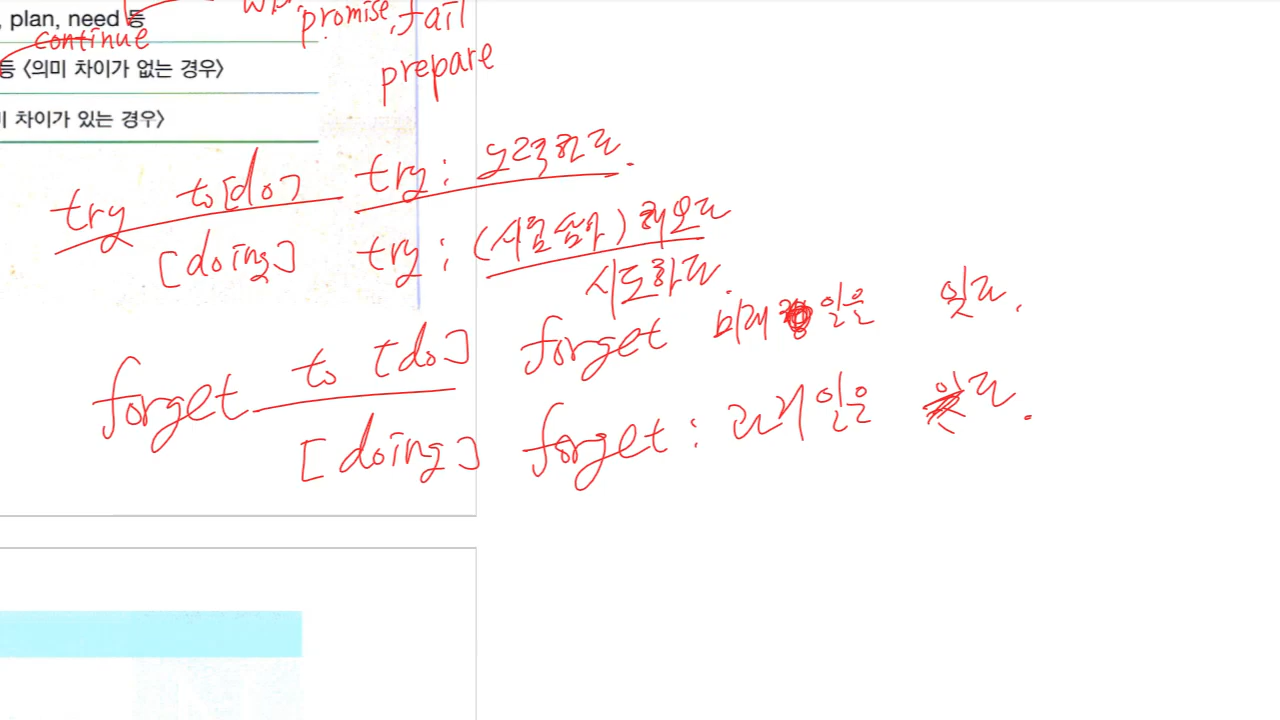 , plan, need 등
promise, fail
continue
prepare
등 <의미 차이가 없는 경우>
차이가 있는 경우>
try to [do] try : 노력한다.
[doing] try : (시험삼아) 해보다
시도하다.
forget to [do] forget 미래 일을 잊다.
[doing] forget : 과거 일을 잊다.